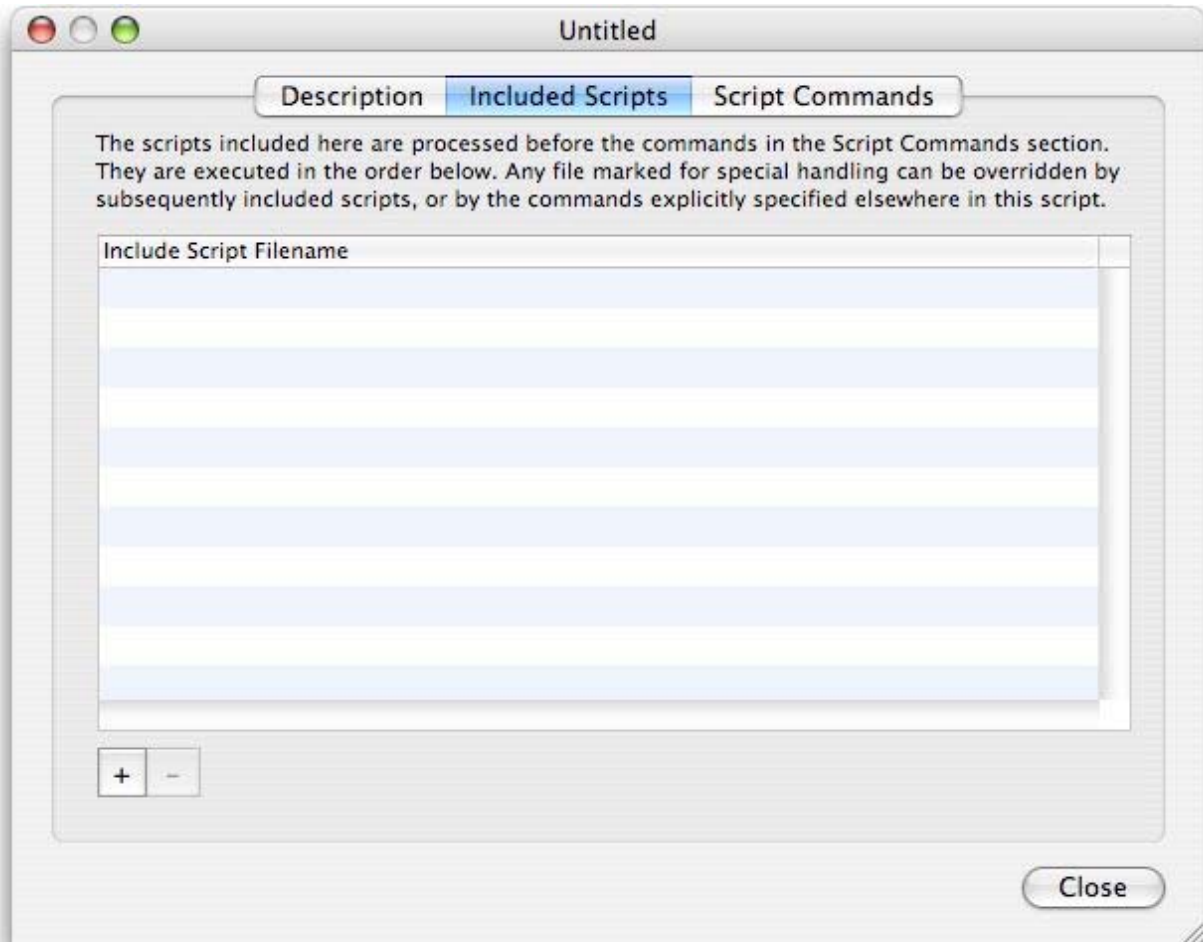 Untitled
Description Included Scripts Script Commands
The scripts included here are processed before the commands in the Script Commands section.
They are executed in the order below. Any file marked for special handling can be overridden by
subsequently included scripts, or by the commands explicitly specified elsewhere in this script.
Include Script Filename
+ -
Close